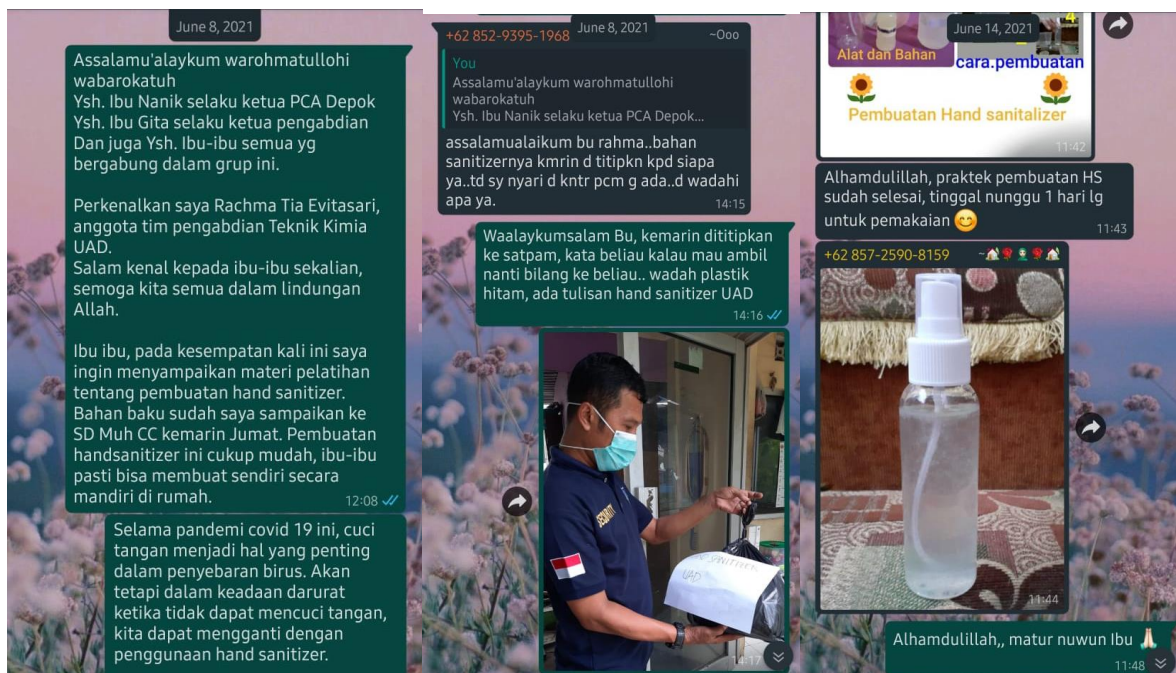 June 8, 2021
Assalamu'alaykum warohmatullohi
wabarokatuh
Ysh. Ibu Nanik selaku ketua PCA Depok
Ysh. Ibu Gita selaku ketua pengabdian
Dan juga Ysh. Ibu-ibu semua yg
bergabung dalam grup ini.
Perkenalkan saya Rachma Tia Evitasari,
anggota tim pengabdian Teknik Kimia
UAD.
Salam kenal kepada ibu-ibu sekalian,
semoga kita semua dalam lindungan
Allah.
Ibu ibu, pada kesempatan kali ini saya
ingin menyampaikan materi pelatihan
tentang pembuatan hand sanitizer.
Bahan baku sudah saya sampaikan ke
SD Muh CC kemarin Jumat. Pembuatan
handsanitizer ini cukup mudah, ibu-ibu
pasti bisa membuat sendiri secara
mandiri di rumah.
12:08
Selama pandemi covid 19 ini, cuci
tangan menjadi hal yang penting
dalam penyebaran birus. Akan
tetapi dalam keadaan darurat
ketika tidak dapat mencuci tangan,
kita dapat mengganti dengan
penggunaan hand sanitizer.
June 8, 2021
+62 852-9395-1968 ~Ooo
You
Assalamu'alaykum warohmatullohi
wabarokatuh
Ysh. Ibu Nanik selaku ketua PCA Depok...
assalamualaikum bu rahma..bahan
sanitizernya kmrin d titipkn kpd siapa
ya..td sy nyari d kntr pcm g ada..d wadahi
apa ya.
14:15
Waalaykumsalam Bu, kemarin dititipkan
ke satpam, kata beliau kalau mau ambil
nanti bilang ke beliau.. wadah plastik
hitam, ada tulisan hand sanitizer UAD
14:16
SECURITY
SANITIZER
UAD
14:17
June 14, 2021
4
Alat dan Bahan
cara.pembuatan
Pembuatan Hand sanitalizer
11:42
Alhamdulillah, praktek pembuatan HS
sudah selesai, tinggal nunggu 1 hari lg
untuk pemakaian 😊
11:43
+62 857-2590-8159
11:44
Alhamdulillah,, matur nuwun Ibu 🙏🏻
11:48